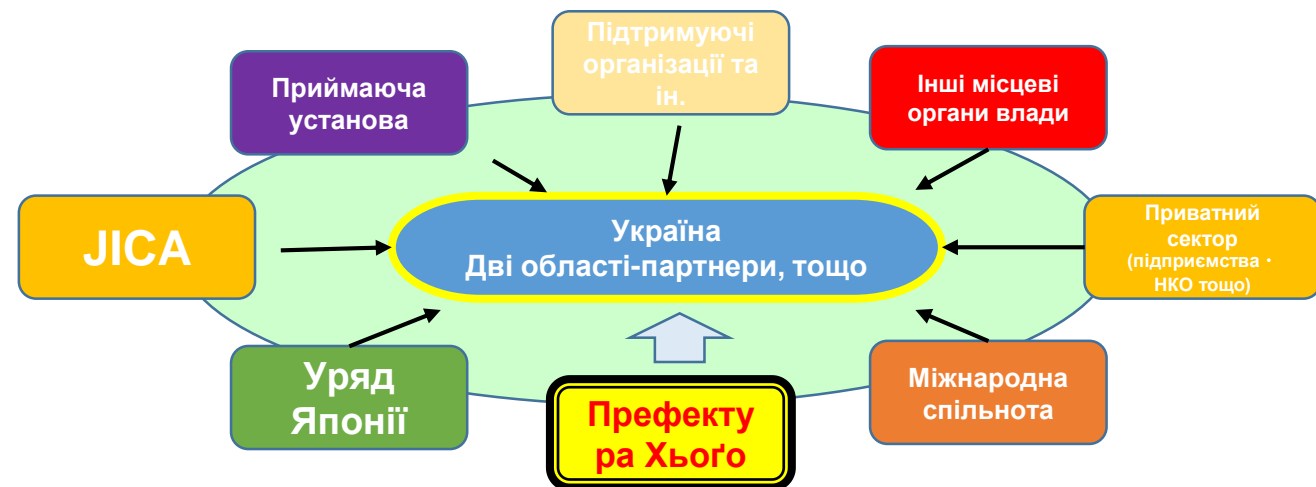 Підтримуючі
організації та
ін.
Приймаюча
установа
Інші місцеві
органи влади
JICA
Україна
Дві області-партнери, тощо
Приватний
сектор
(підприємства・
НКО тощо)
Уряд
Японії
Префекту
ра Хьоґо
Міжнародна
спільнота